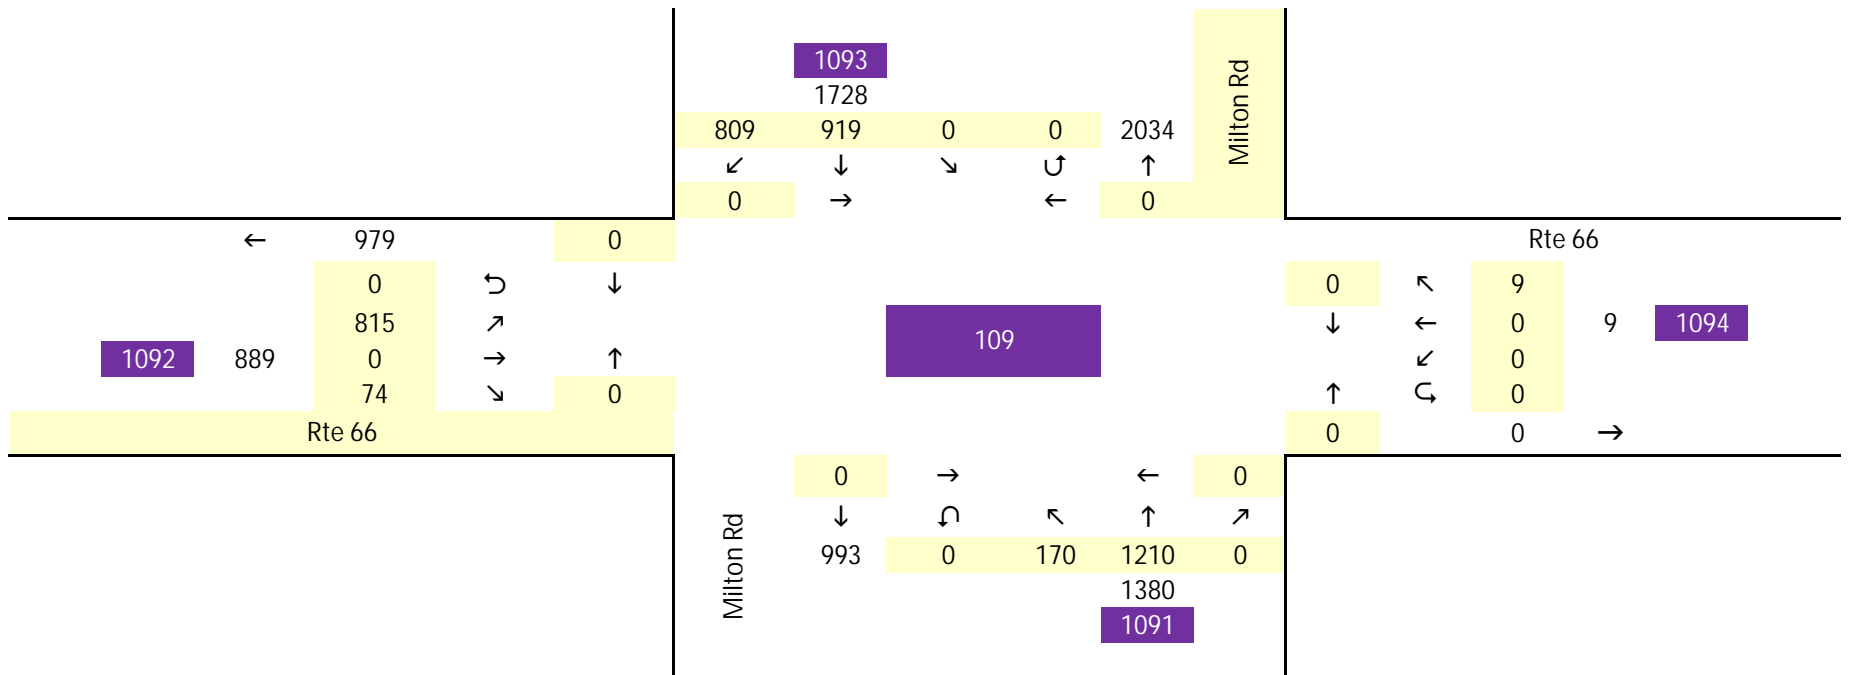 1093
1728
809 919 0 0 2034
↙ ↓ ↘ ↺ ↑
0 → ← 0
Milton Rd
← 979 0
0 ⮌ ↓
815 ↗
1092 889 0 → ↑
74 ↘ 0
Rte 66
109
Rte 66
0 ↖ 9
↓ ← 0 9 1094
↙ 0
↑ ⮎ 0
0 0 →
0 → ← 0
↓ ↶ ↖ ↑ ↗
993 0 170 1210 0
1380
1091
Milton Rd